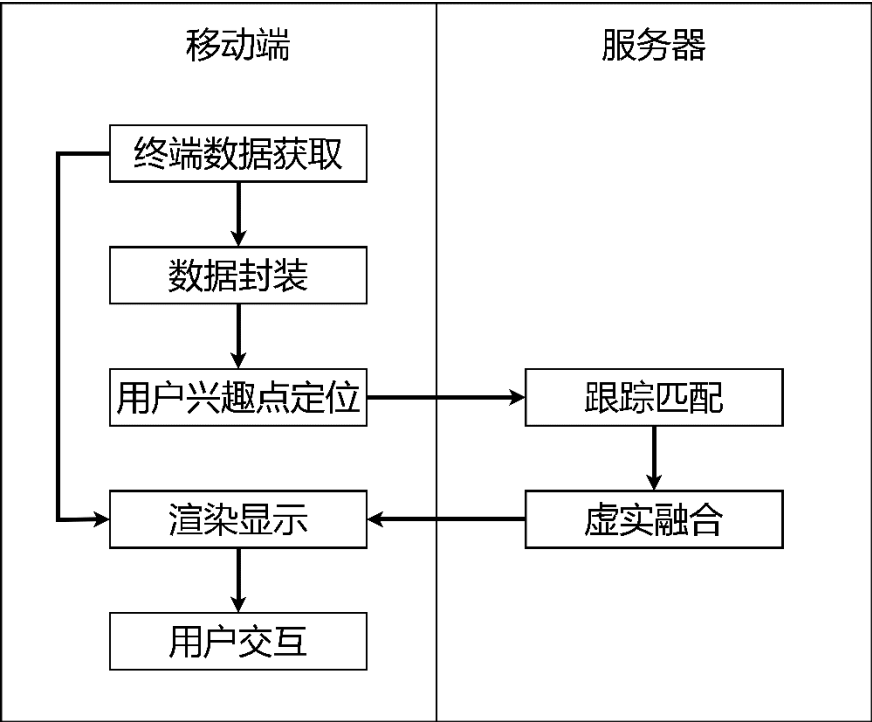 移动端
服务器
终端数据获取
数据封装
用户兴趣点定位
跟踪匹配
渲染显示
虚实融合
用户交互